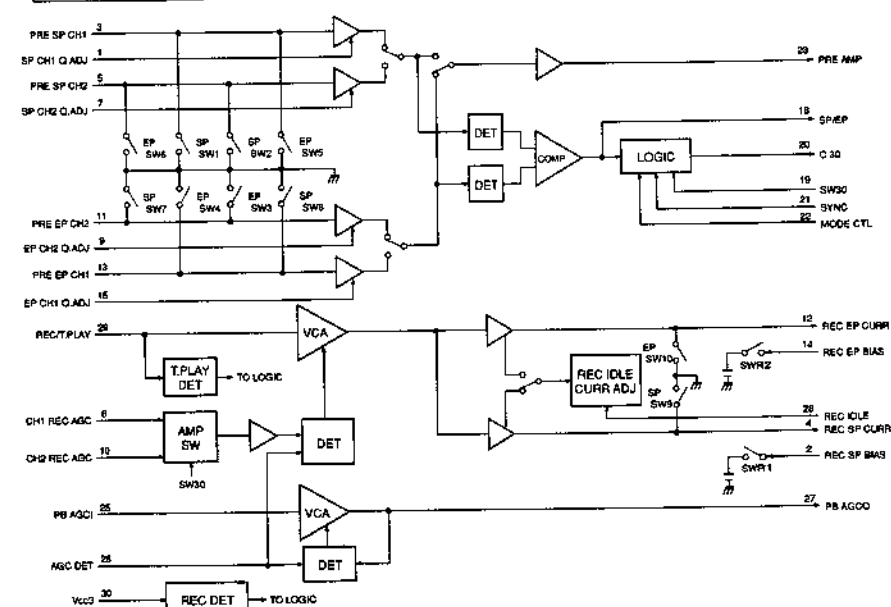 PRE SP CH1 3
SP CH1 Q.ADJ 1
PRE SP CH2 5
SP CH2 Q.ADJ 7
EP SW6
SP SW1
SP SW2
EP SW5
SP SW7
EP SW4
EP SW3
SP SW8
PRE EP CH2 11
EP CH2 Q.ADJ 9
PRE EP CH1 13
EP CH1 Q.ADJ 15
DET
DET
COMP
LOGIC
PRE AMP
18 SP/EP
20
19 SW30
21 SYNC
22 MODE CTL
REC/T.PLAY 29
VCA
T.PLAY DET
TO LOGIC
CH1 REC AGC
CH2 REC AGC 10
AMP SW
SW30
DET
EP SW10
SP SW9
REC IDLE CURR ADJ
12 REC EP CURR
14 REC EP BIAS
SWR2
REC IDLE
4 REC SP CURR
2 REC SP BIAS
SWR1
PB AGCI 25
VCA
27 PB AGCO
AGC DET
DET
Vcc3 30
REC DET
TO LOGIC